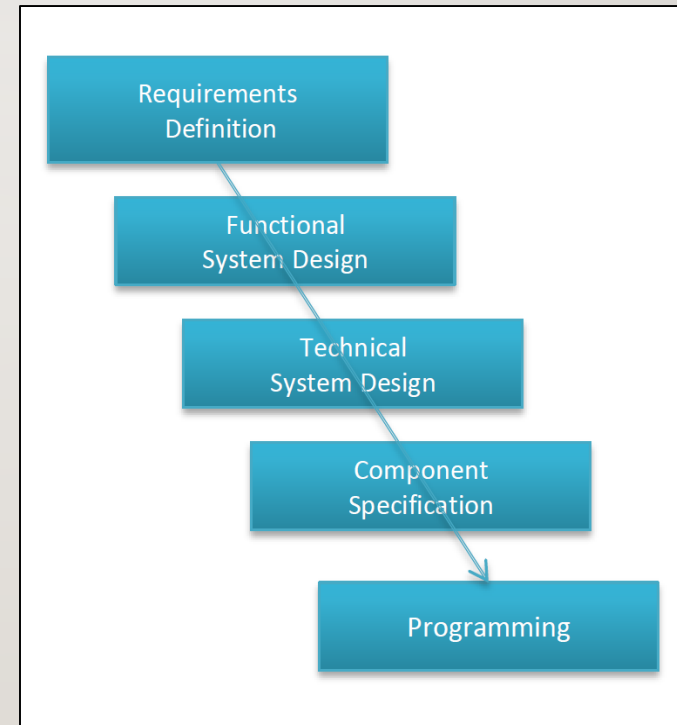 Requirements
Definition
Functional
System Design
Technical
System Design
Component
Specification
Programming